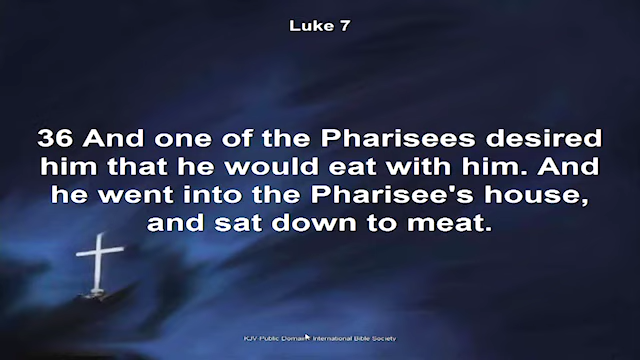 Luke 7
36 And one of the Pharisees desired
him that he would eat with him. And
he went into the Pharisee's house,
and sat down to meat.
KJV-Public Domain International Bible Society